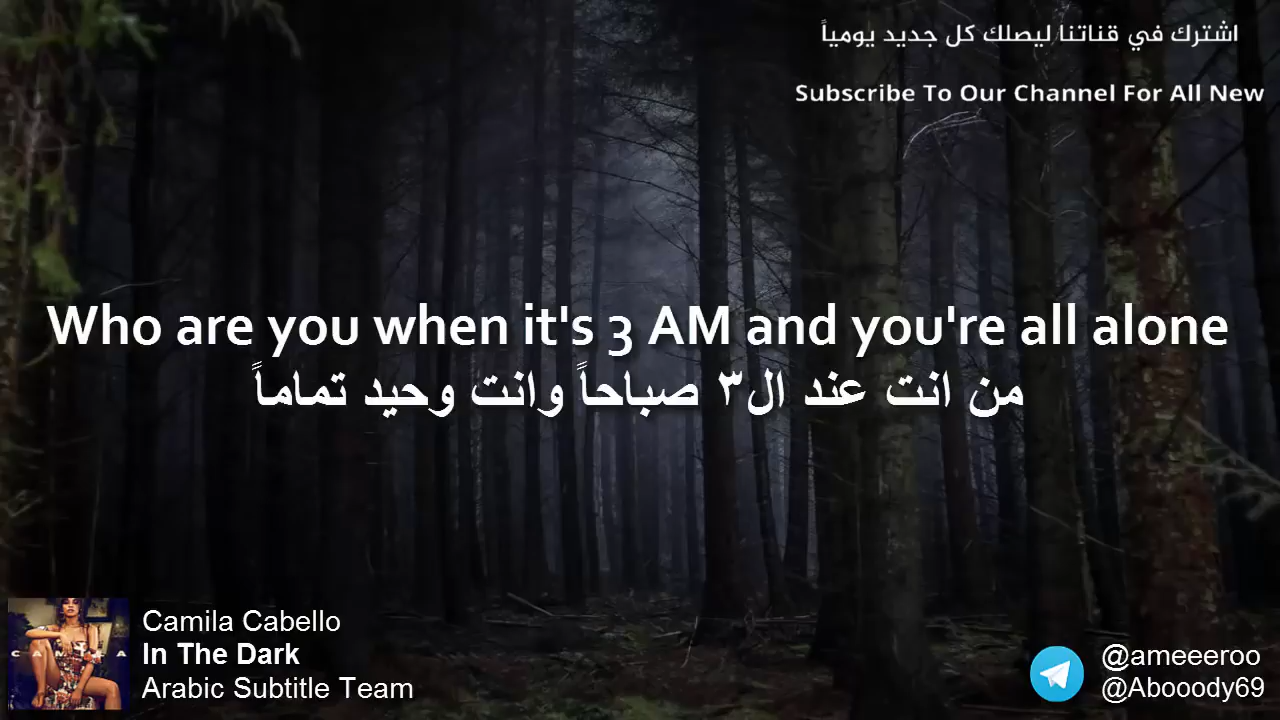 اشترك في قناتنا ليصلك كل جديد يومياً
Subscribe To Our Channel For All New
Who are you when it's 3 AM and you're all alone
من انت عند ال٣ صباحاً وانت وحيد تماماً
CAMILA
Camila Cabello
In The Dark
Arabic Subtitle Team
@ameeeroo
@Abooody69